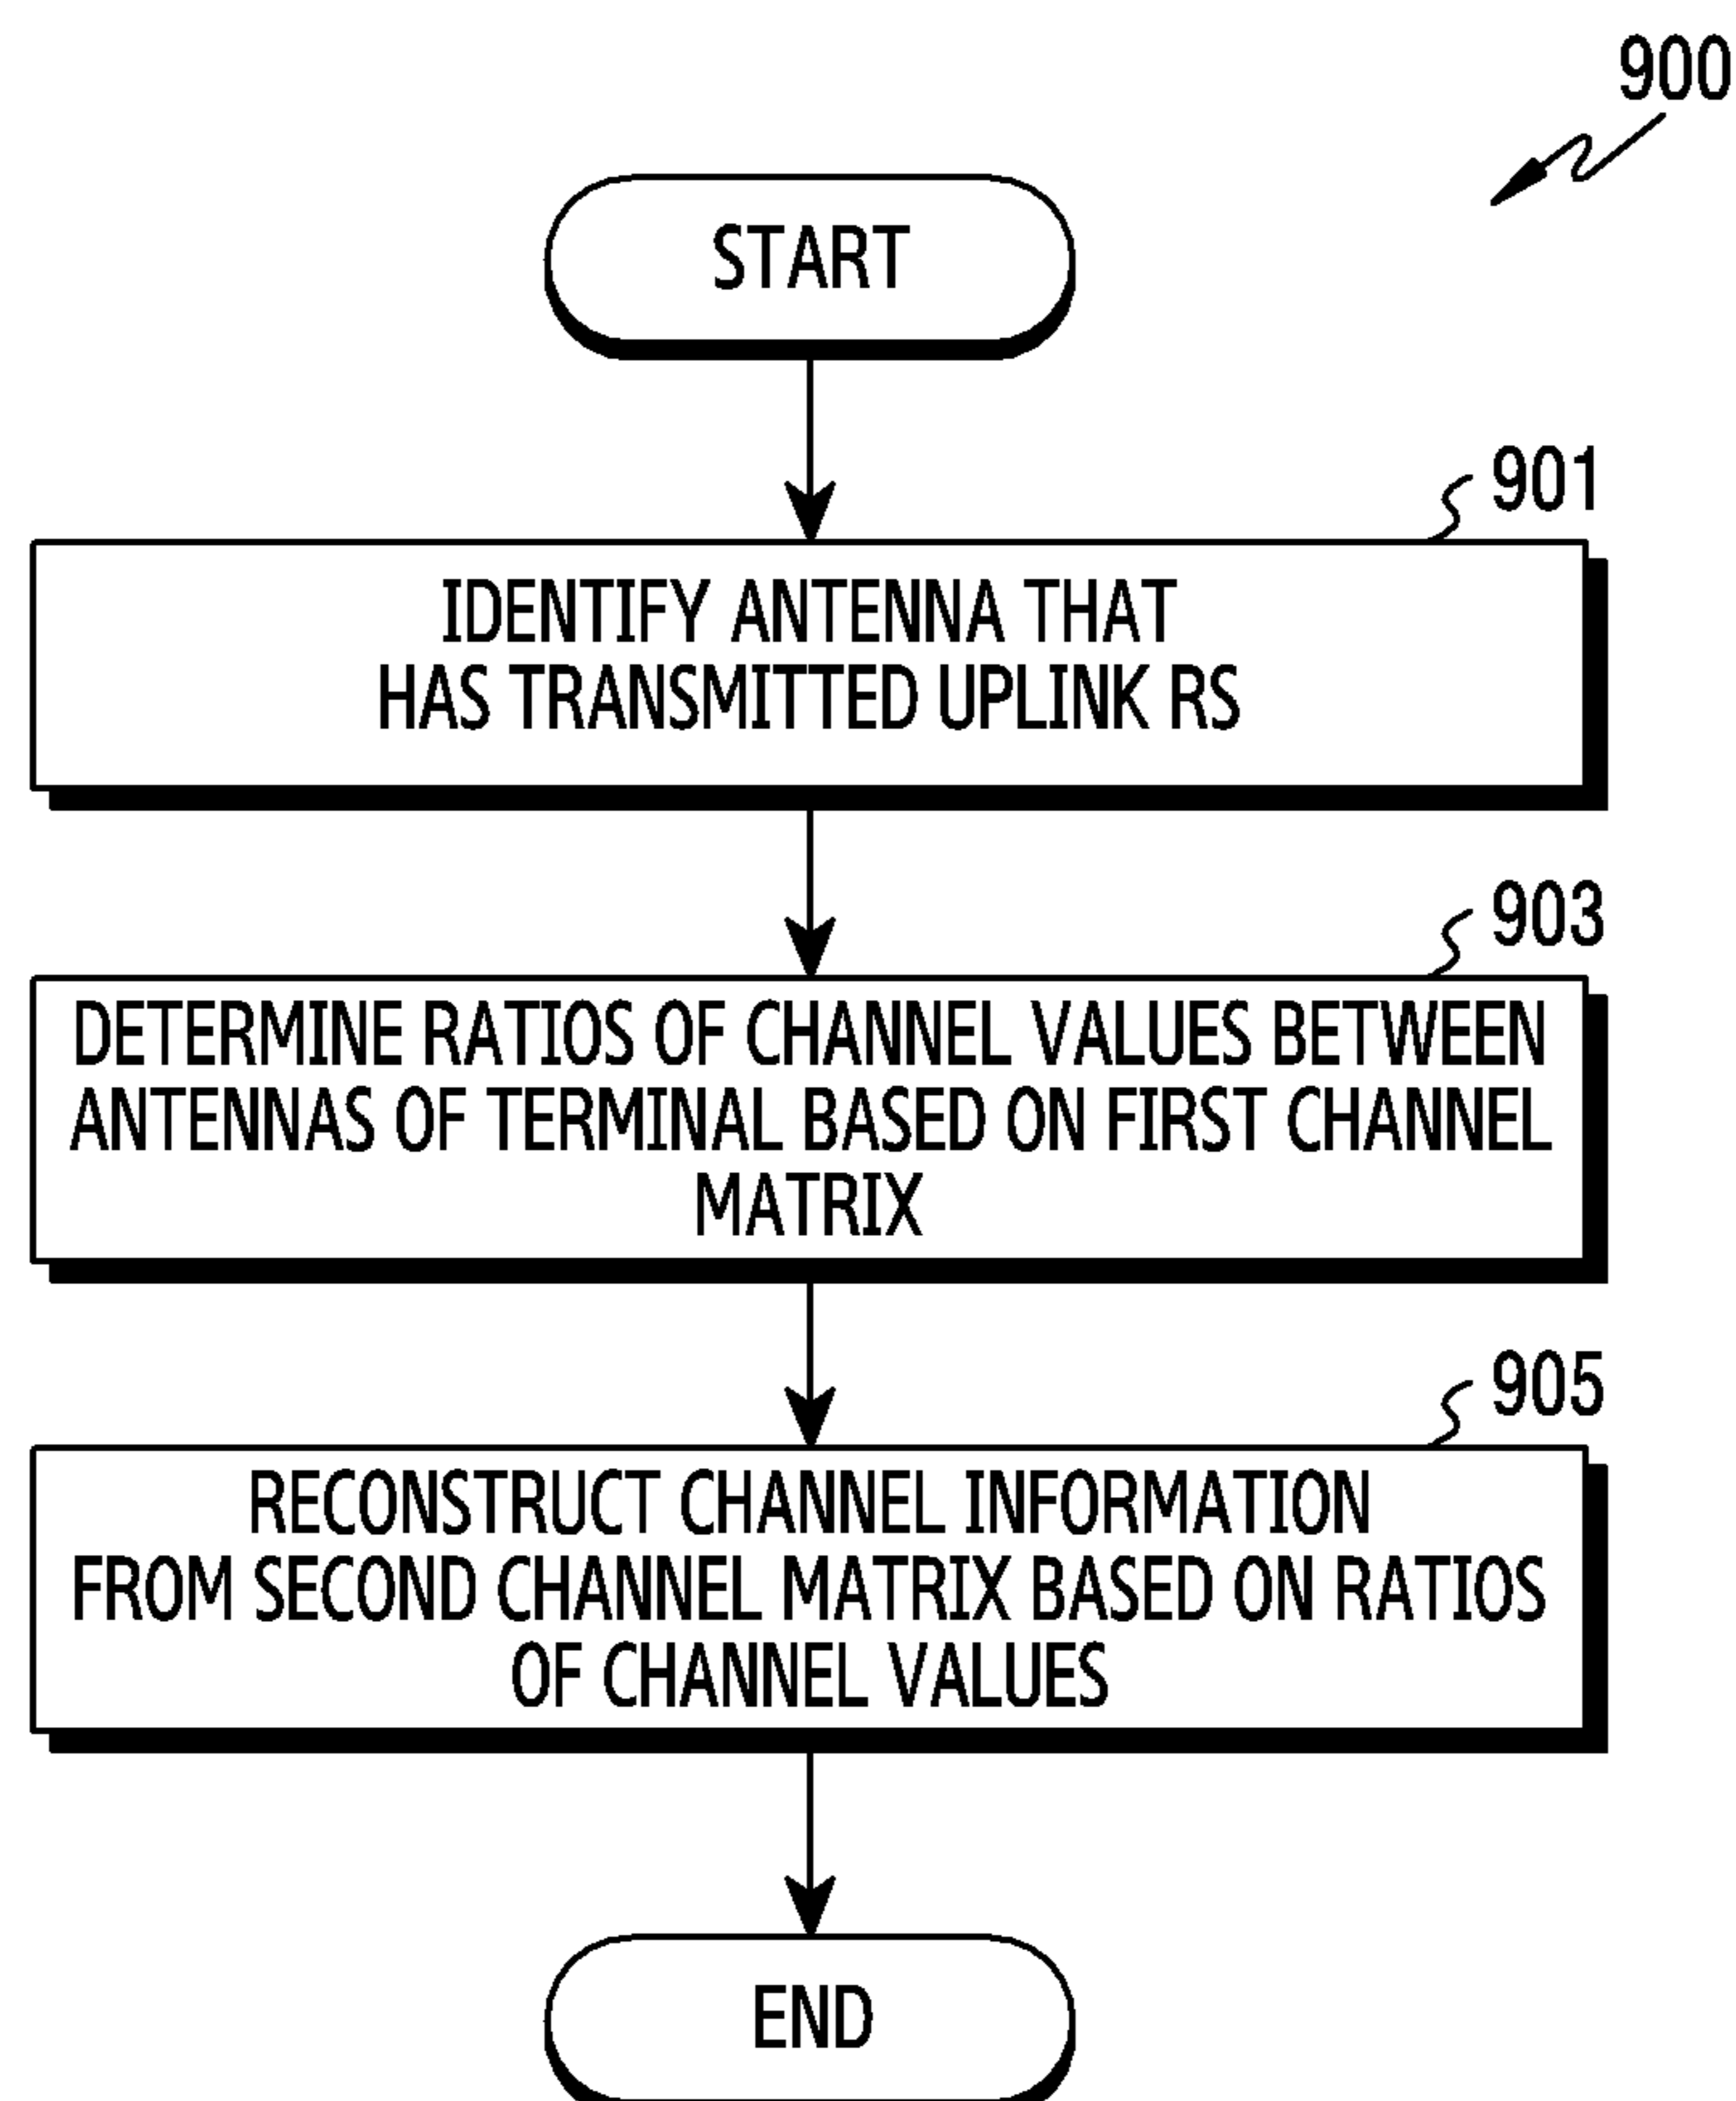 900
START
901
IDENTIFY ANTENNA THAT
HAS TRANSMITTED UPLINK RS
903
DETERMINE RATIOS OF CHANNEL VALUES BETWEEN
ANTENNAS OF TERMINAL BASED ON FIRST CHANNEL
MATRIX
905
RECONSTRUCT CHANNEL INFORMATION
FROM SECOND CHANNEL MATRIX BASED ON RATIOS
OF CHANNEL VALUES
END